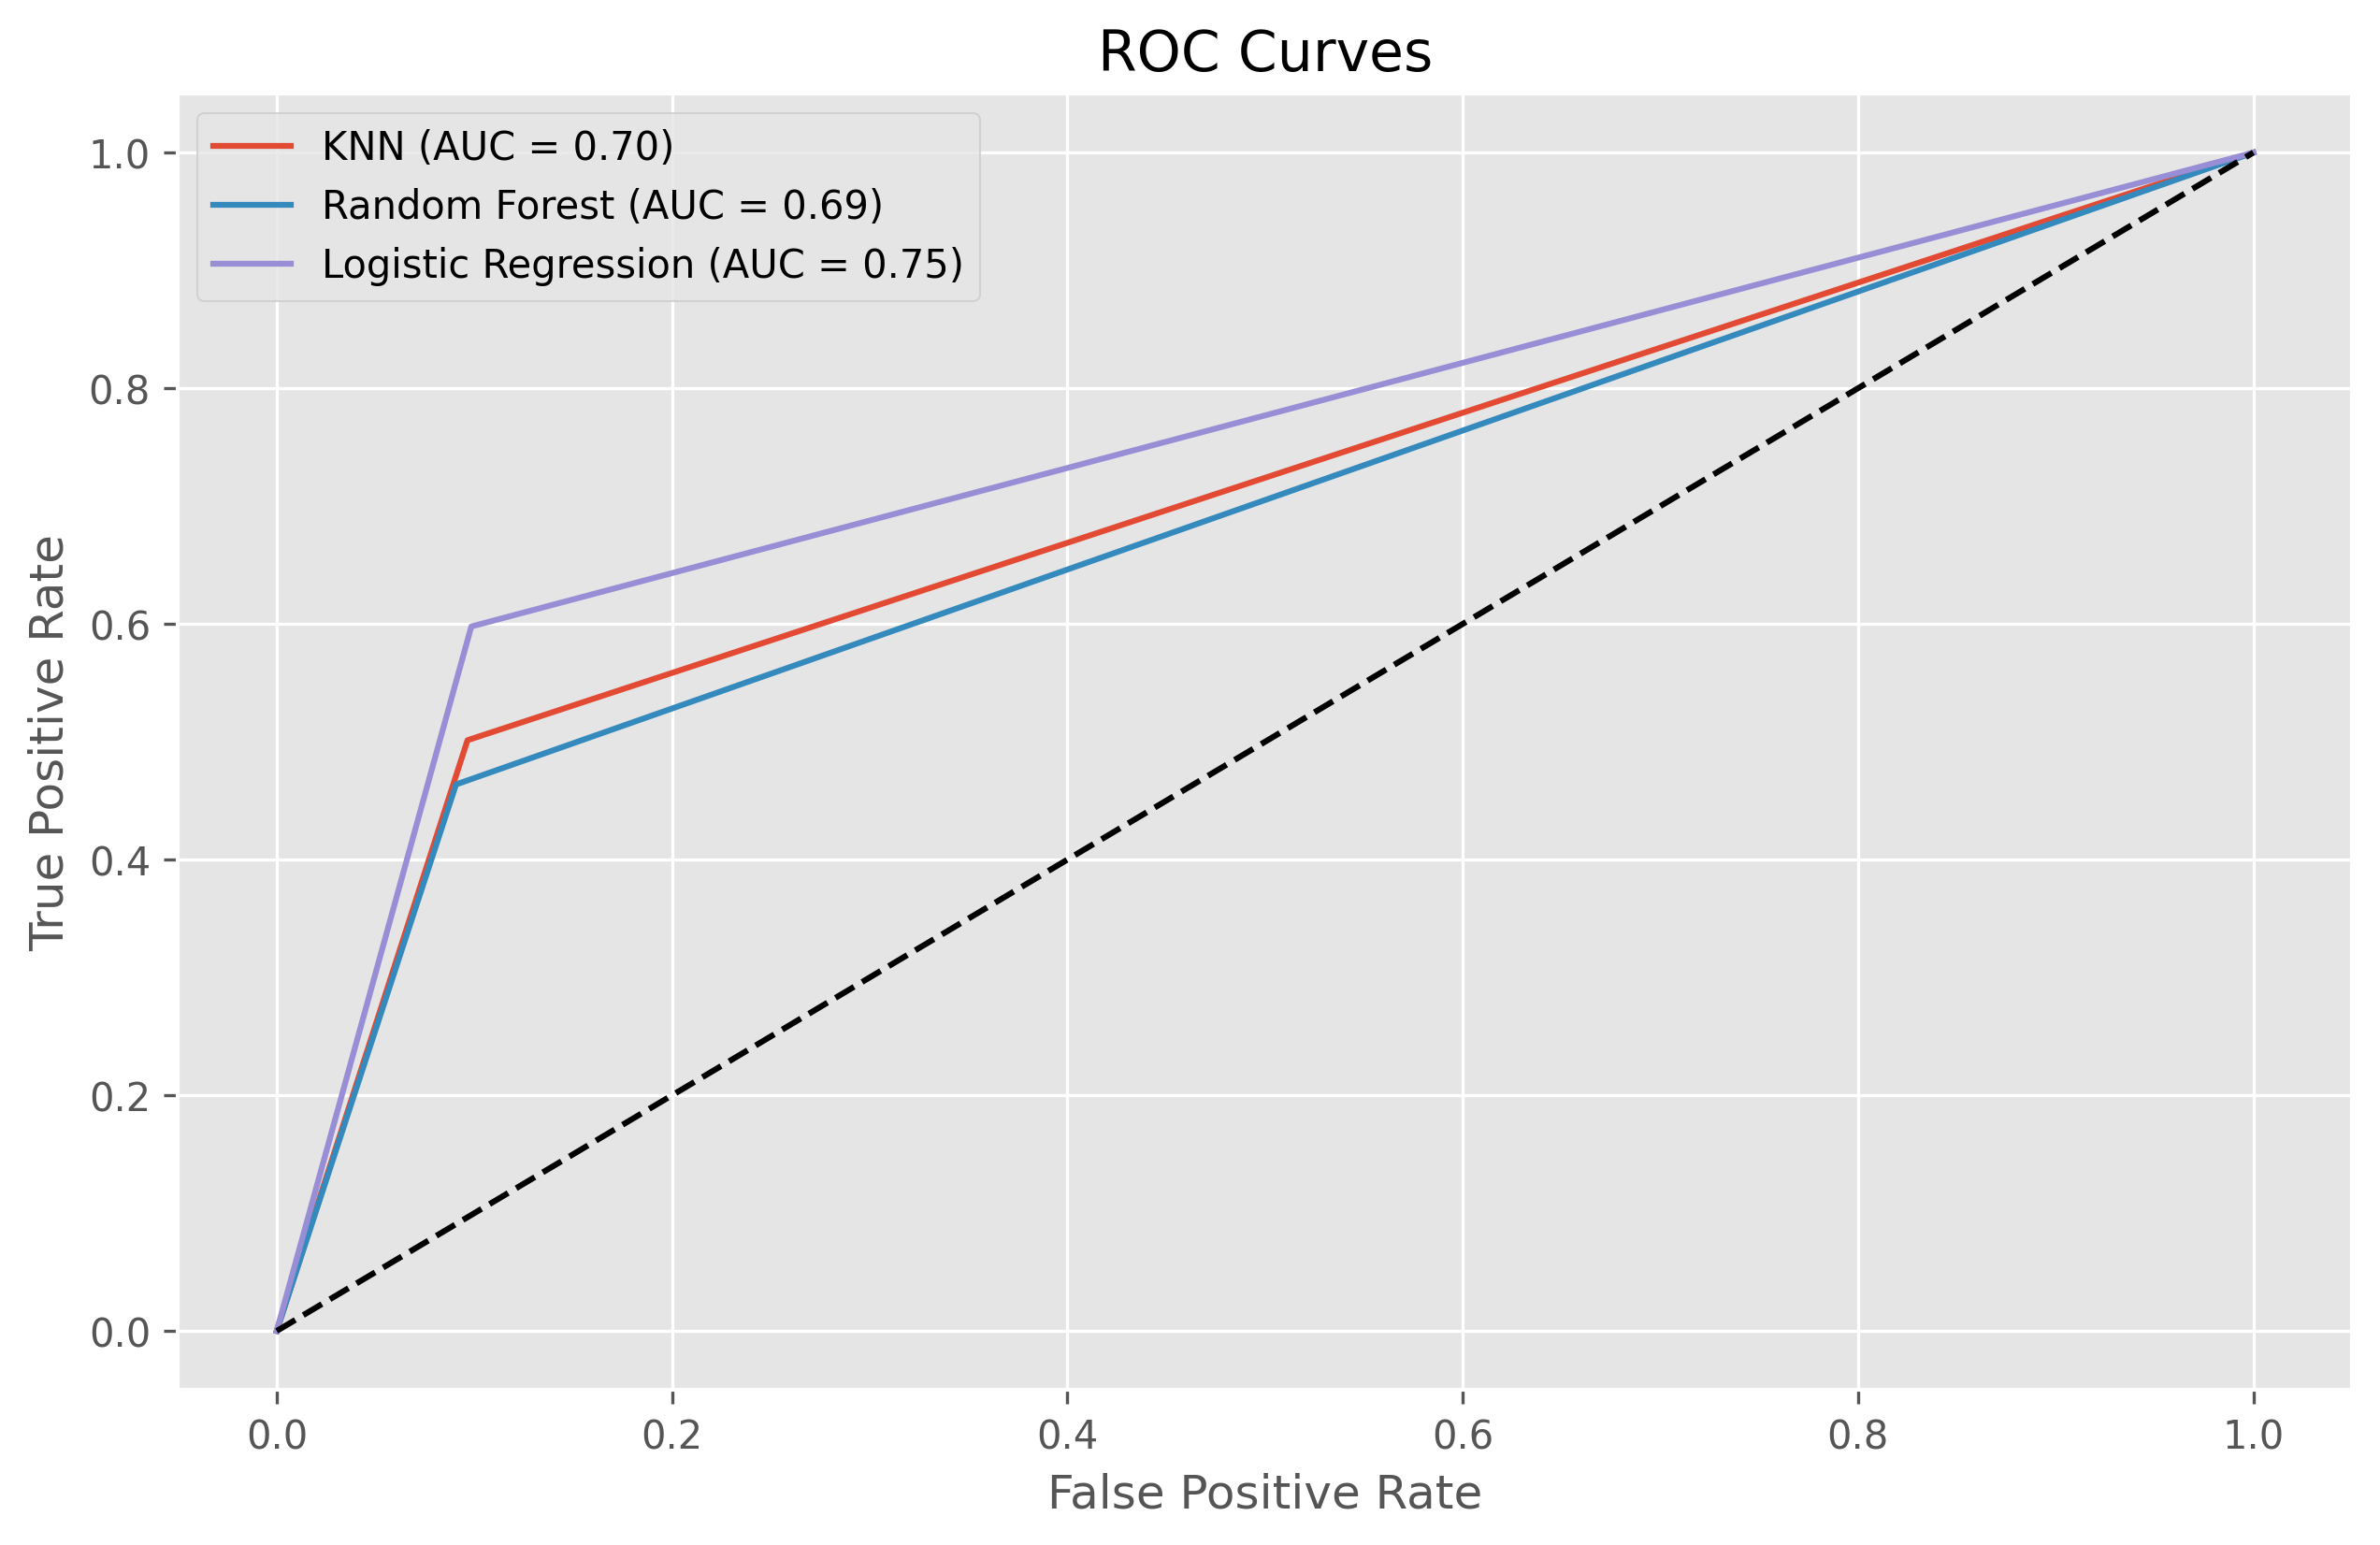 ROC Curves
KNN (AUC = 0.70)
Random Forest (AUC = 0.69)
Logistic Regression (AUC = 0.75)
True Positive Rate
1.0
0.8
0.6
0.4
0.2
0.0
0.0 0.2 0.4 0.6 0.8 1.0
False Positive Rate